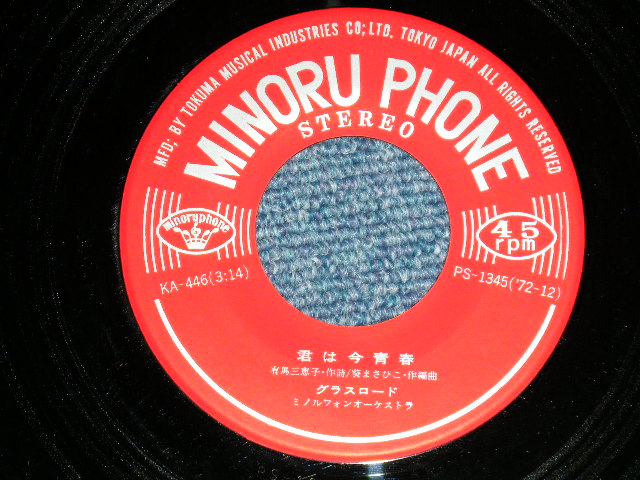 MFD; BY TOKUMA MUSICAL INDUSTRIES CO; LTD. TOKYO JAPAN ALL RIGHTS RESERVED
MINORU PHONE
STEREO
minoruphone
45
rpm
KA-446(3:14)
PS-1345('72-12)
君は今青春
有馬三恵子・作詩/葵まさひこ・作編曲
グラスロード
ミノルフォンオーケストラ